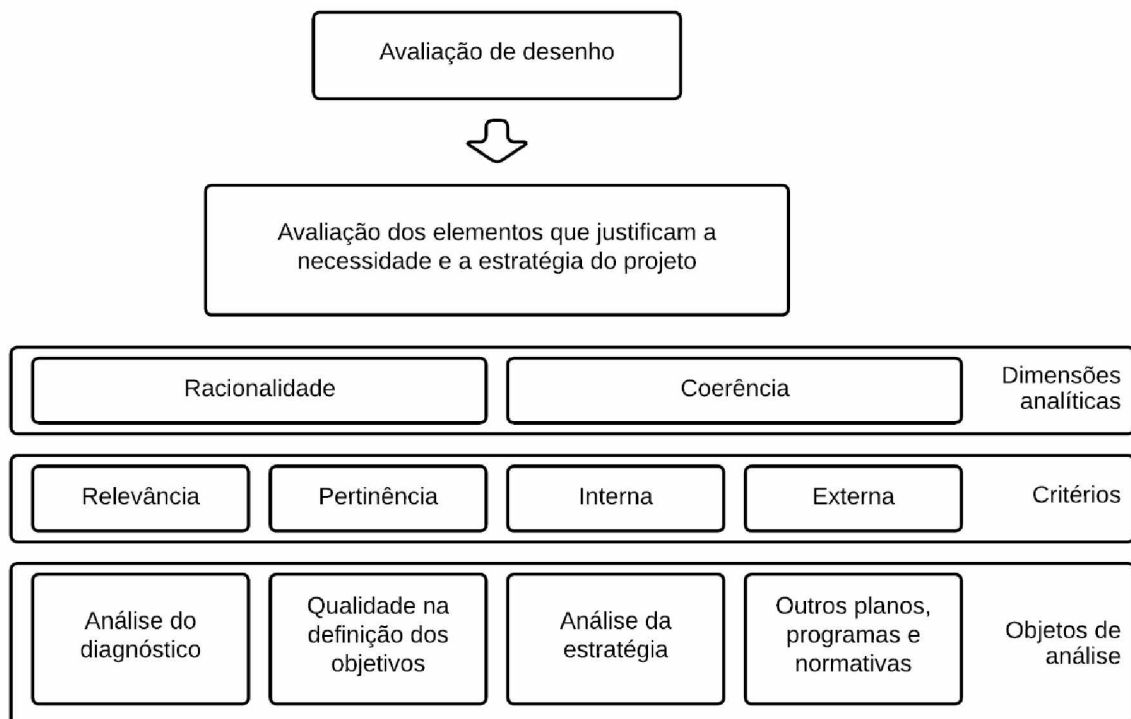 Avaliação de desenho
Avaliação dos elementos que justificam a
necessidade e a estratégia do projeto
Racionalidade
Coerência
Dimensões
analíticas
Relevância
Pertinência
Interna
Externa
Critérios
Análise do
diagnóstico
Qualidade na
definição dos
objetivos
Análise da
estratégia
Outros planos,
programas e
normativas
Objetos de
análise